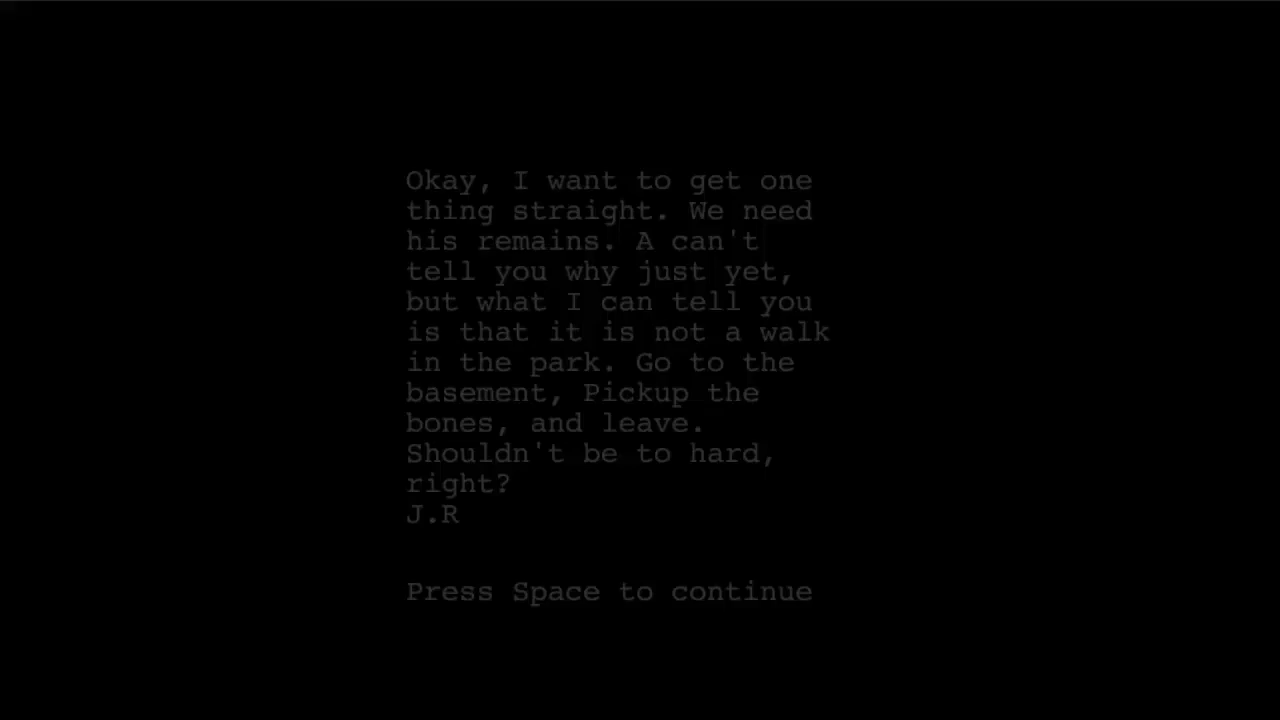 Okay, I want to get one
thing straight. We need
his remains. A can't
tell you why just yet,
but what I can tell you
is that it is not a walk
in the park. Go to the
basement, Pickup the
bones, and leave.
Shouldn't be to hard,
right?
J.R
Press Space to continue